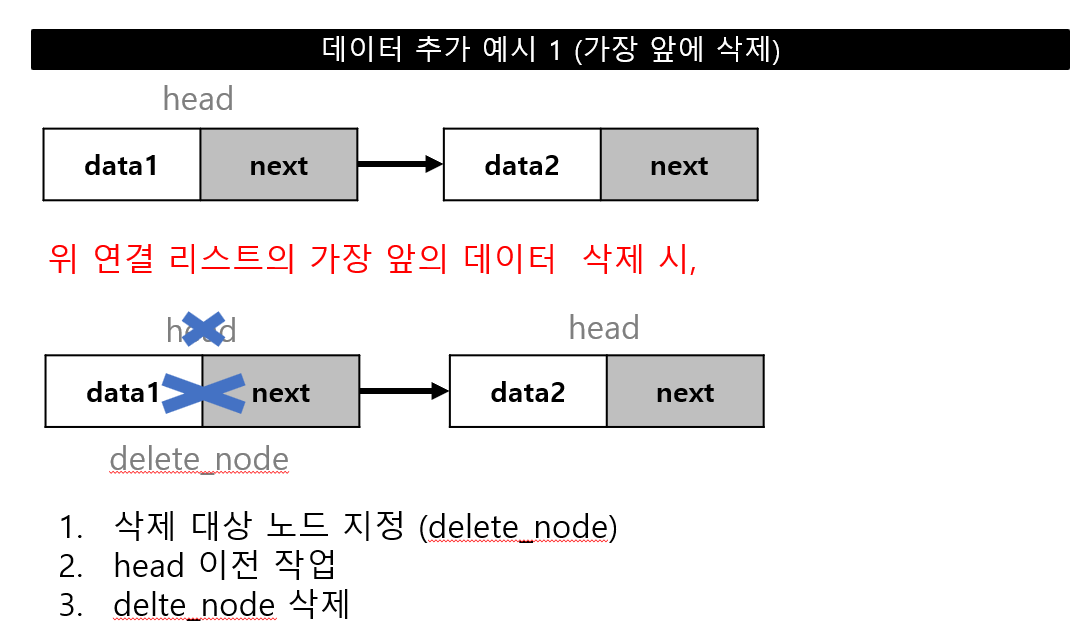 데이터 추가 예시 1 (가장 앞에 삭제)
head
data1 next data2 next
위 연결 리스트의 가장 앞의 데이터 삭제 시,
head head
data1 next data2 next
delete_node
1. 삭제 대상 노드 지정 (delete_node)
2. head 이전 작업
3. delte_node 삭제